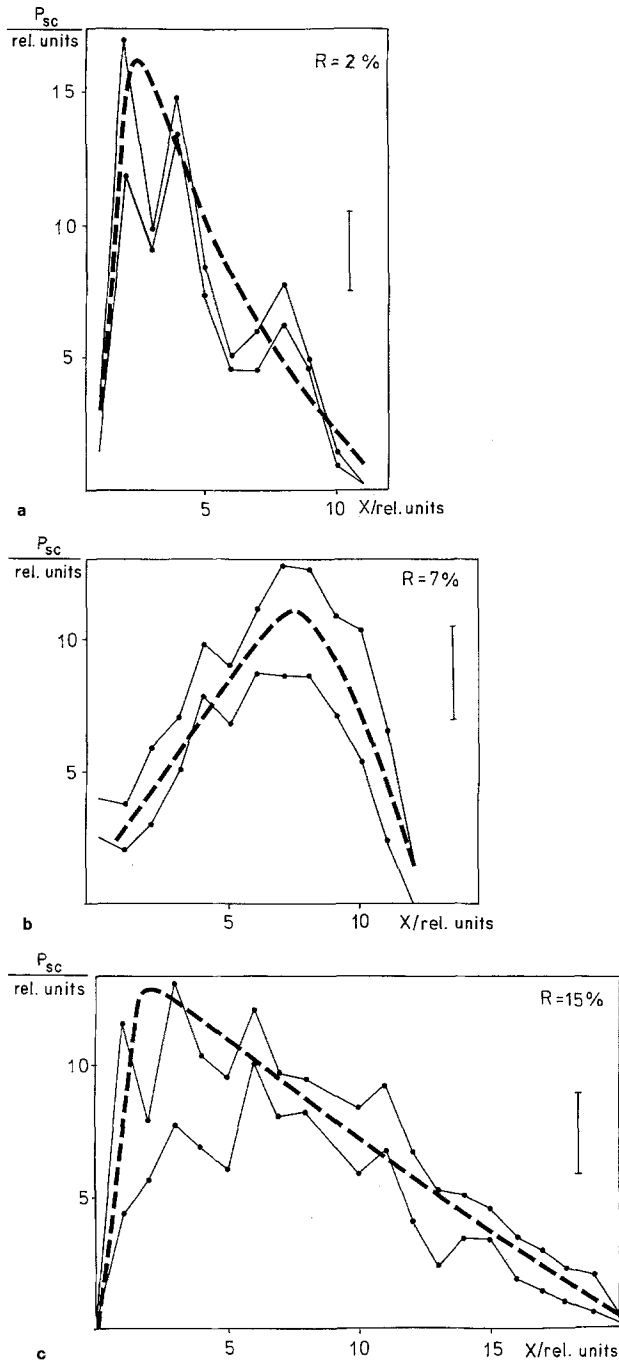 P_sc
rel. units
R = 2 %
15
10
5
5
10
X/rel. units
a
P_sc
rel. units
R = 7%
10
5
5
10
X/rel. units
b
P_sc
rel. units
R = 15%
10
5
5
10
15
X/rel. units
c